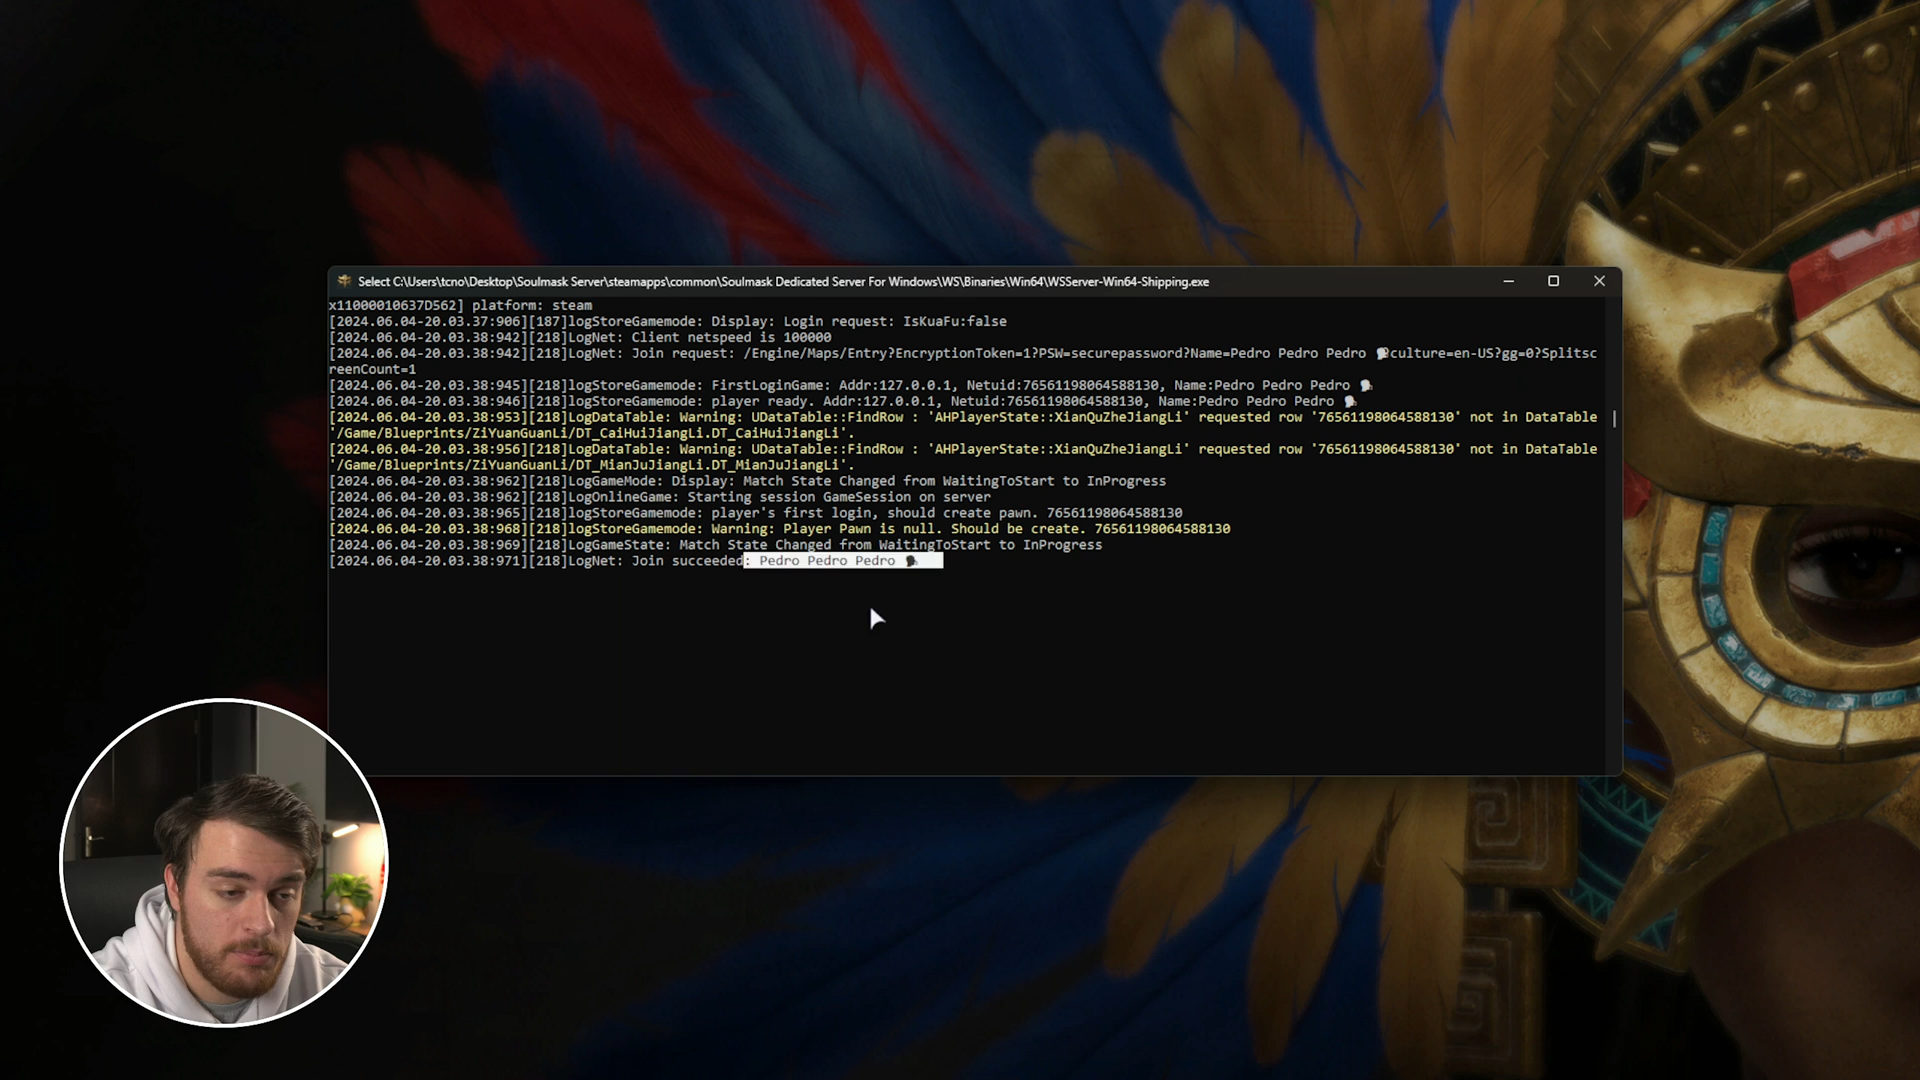 Select C:\Users\tcno\Desktop\Soulmask Server\steamapps\common\Soulmask Dedicated Server For Windows\WS\Binaries\Win64\WSServer-Win64-Shipping.exe
x11000010637D562] platform: steam
[2024.06.04-20.03.37:906][187]logStoreGamemode: Display: Login request: IsKuaFu:false
[2024.06.04-20.03.38:942][218]LogNet: Client netspeed is 100000
[2024.06.04-20.03.38:942][218]LogNet: Join request: /Engine/Maps/Entry?EncryptionToken=1?PSW=securepassword?Name=Pedro Pedro Pedro 🗣culture=en-US?gg=0?Splitsc
reenCount=1
[2024.06.04-20.03.38:945][218]logStoreGamemode: FirstLoginGame: Addr:127.0.0.1, Netuid:76561198064588130, Name:Pedro Pedro Pedro 🗣
[2024.06.04-20.03.38:946][218]logStoreGamemode: player ready. Addr:127.0.0.1, Netuid:76561198064588130, Name:Pedro Pedro Pedro 🗣
[2024.06.04-20.03.38:953][218]LogDataTable: Warning: UDataTable::FindRow : 'AHPlayerState::XianQuZheJiangLi' requested row '76561198064588130' not in DataTable
'/Game/Blueprints/ZiYuanGuanLi/DT_CaiHuiJiangLi.DT_CaiHuiJiangLi'.
[2024.06.04-20.03.38:956][218]LogDataTable: Warning: UDataTable::FindRow : 'AHPlayerState::XianQuZheJiangLi' requested row '76561198064588130' not in DataTable
'/Game/Blueprints/ZiYuanGuanLi/DT_MianJuJiangLi.DT_MianJuJiangLi'.
[2024.06.04-20.03.38:962][218]LogGameMode: Display: Match State Changed from WaitingToStart to InProgress
[2024.06.04-20.03.38:962][218]LogOnlineGame: Starting session GameSession on server
[2024.06.04-20.03.38:965][218]logStoreGamemode: player's first login, should create pawn. 76561198064588130
[2024.06.04-20.03.38:968][218]logStoreGamemode: Warning: Player Pawn is null. Should be create. 76561198064588130
[2024.06.04-20.03.38:969][218]LogGameState: Match State Changed from WaitingToStart to InProgress
[2024.06.04-20.03.38:971][218]LogNet: Join succeeded: Pedro Pedro Pedro 🗣